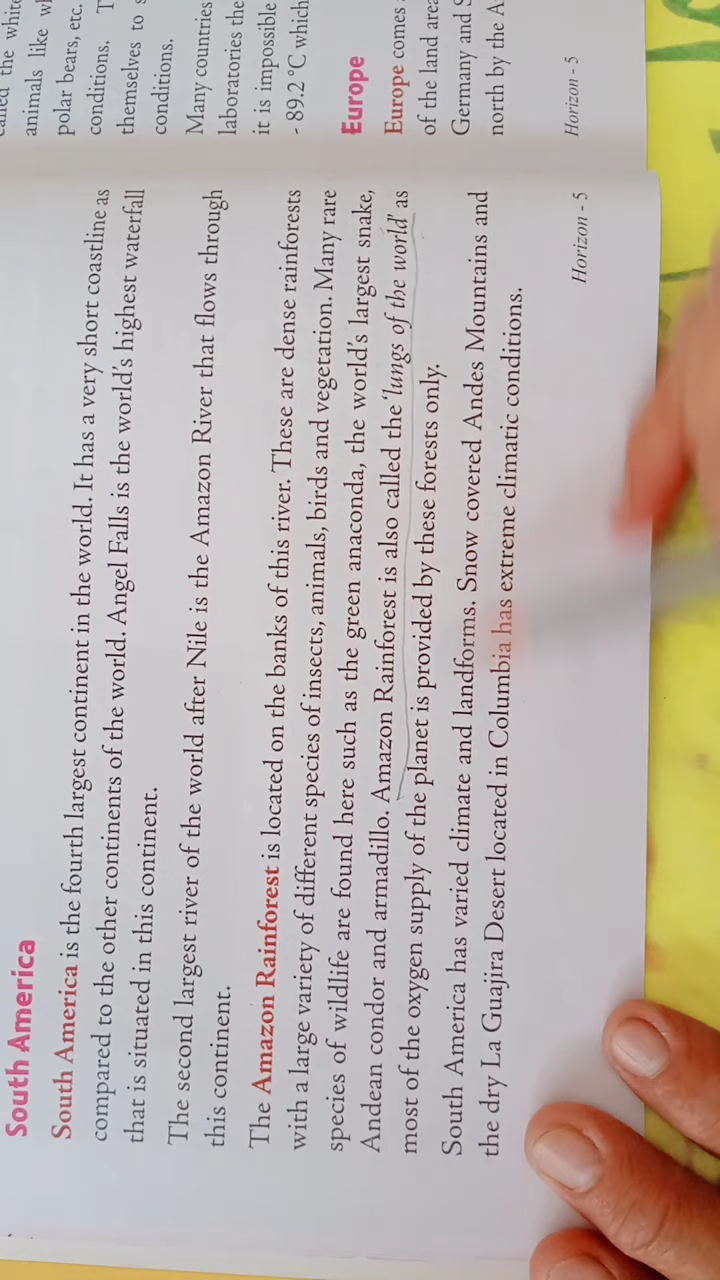 South America
South America is the fourth largest continent in the world. It has a very short coastline as
compared to the other continents of the world. Angel Falls is the world's highest waterfall
that is situated in this continent.
The second largest river of the world after Nile is the Amazon River that flows through
this continent.
The Amazon Rainforest is located on the banks of this river. These are dense rainforests
with a large variety of different species of insects, animals, birds and vegetation. Many rare
species of wildlife are found here such as the green anaconda, the world's largest snake,
Andean condor and armadillo. Amazon Rainforest is also called the 'lungs of the world' as
most of the oxygen supply of the planet is provided by these forests only.
South America has varied climate and landforms. Snow covered Andes Mountains and
the dry La Guajira Desert located in Columbia has extreme climatic conditions.
Horizon - 5
the white
animals like
polar bears, etc.
conditions.
themselves to
conditions.
Many countries
laboratories the
it is impossible
- 89.2 °C which
Europe
Europe comes
of the land area
Germany and
north by the
Horizon - 5